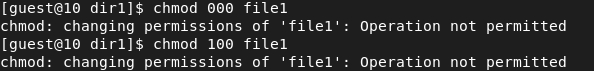 [guest@10 dir1]$ chmod 000 file1
chmod: changing permissions of 'file1': Operation not permitted
[guest@10 dir1]$ chmod 100 file1
chmod: changing permissions of 'file1': Operation not permitted